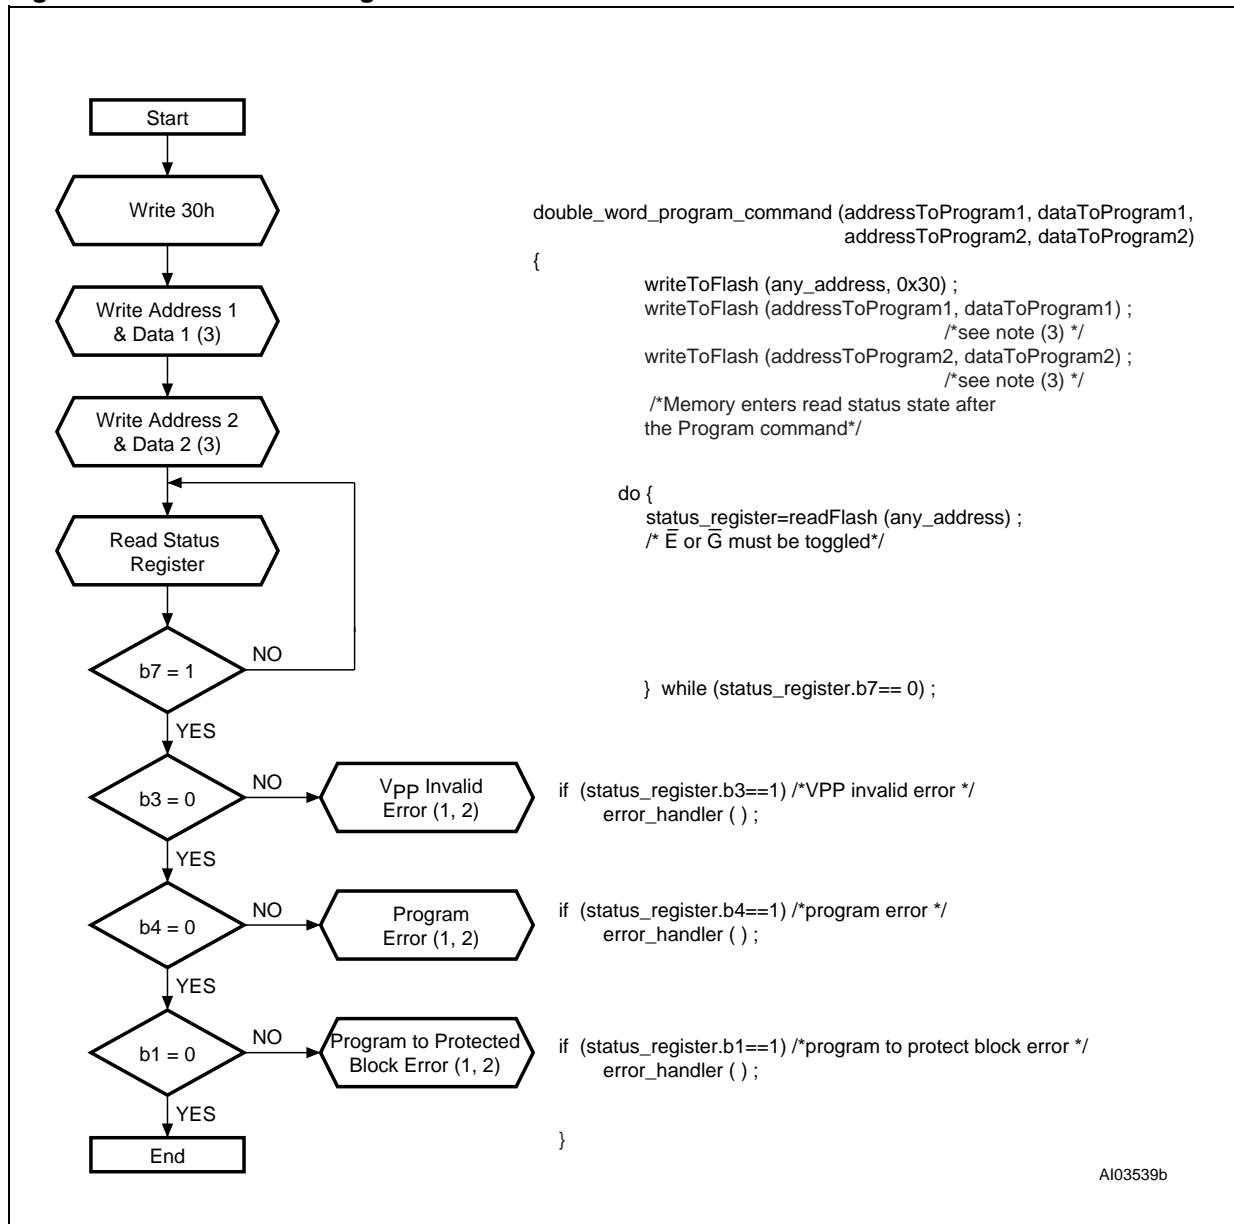 Start
Write 30h
Write Address 1
& Data 1 (3)
Write Address 2
& Data 2 (3)
Read Status
Register
b7 = 1
NO
YES
b3 = 0
NO
VPP Invalid
Error (1, 2)
YES
b4 = 0
NO
Program
Error (1, 2)
YES
b1 = 0
NO
Program to Protected
Block Error (1, 2)
YES
End
double_word_program_command (addressToProgram1, dataToProgram1,
addressToProgram2, dataToProgram2)
{
writeToFlash (any_address, 0x30) ;
writeToFlash (addressToProgram1, dataToProgram1) ;
/*see note (3) */
writeToFlash (addressToProgram2, dataToProgram2) ;
/*see note (3) */
/*Memory enters read status state after
the Program command*/
do {
status_register=readFlash (any_address) ;
/* E̅ or G̅ must be toggled*/
} while (status_register.b7== 0) ;
if (status_register.b3==1) /*VPP invalid error */
error_handler ( ) ;
if (status_register.b4==1) /*program error */
error_handler ( ) ;
if (status_register.b1==1) /*program to protect block error */
error_handler ( ) ;
}
AI03539b